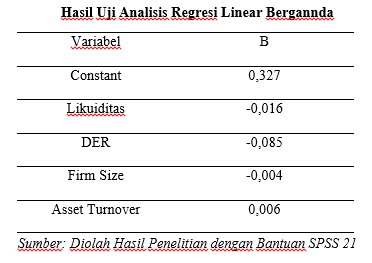 Hasil Uji Analisis Regresi Linear Bergannda
Variabel B
Constant 0,327
Likuiditas -0,016
DER -0,085
Firm Size -0,004
Asset Turnover 0,006
Sumber: Diolah Hasil Penelitian dengan Bantuan SPSS 21